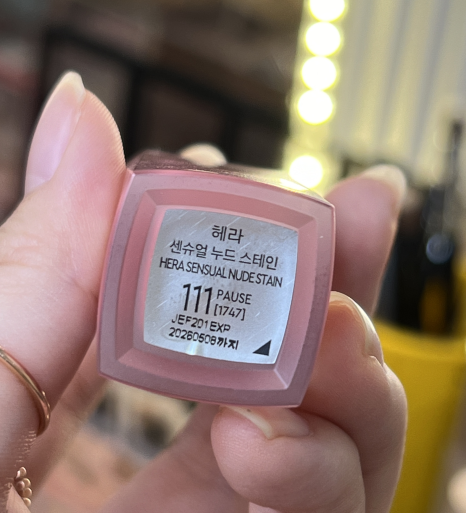 헤라
센슈얼 누드 스테인
HERA SENSUAL NUDE STAIN
111 PAUSE
[1747]
JEF201 EXP
20260508까지